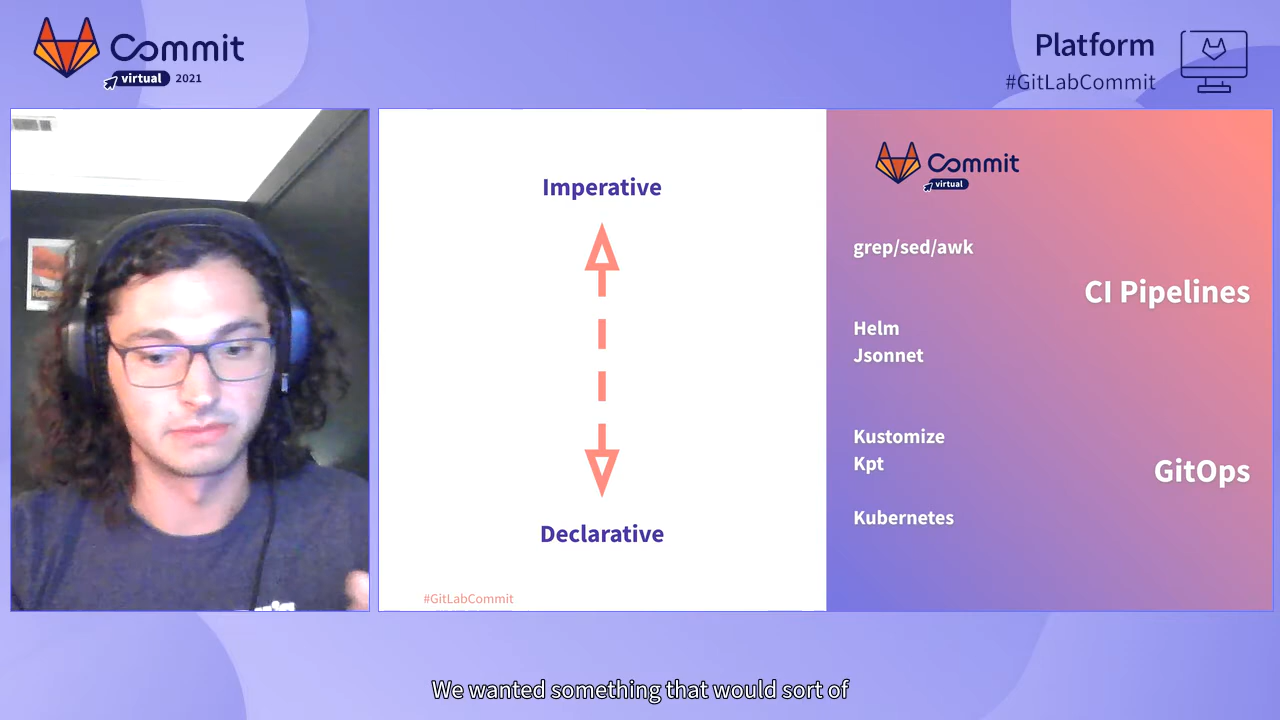 Commit
virtual 2021
Platform
#GitLabCommit
Imperative
Declarative
#GitLabCommit
Commit
virtual
grep/sed/awk
CI Pipelines
Helm
Jsonnet
Kustomize
Kpt
GitOps
Kubernetes
We wanted something that would sort of